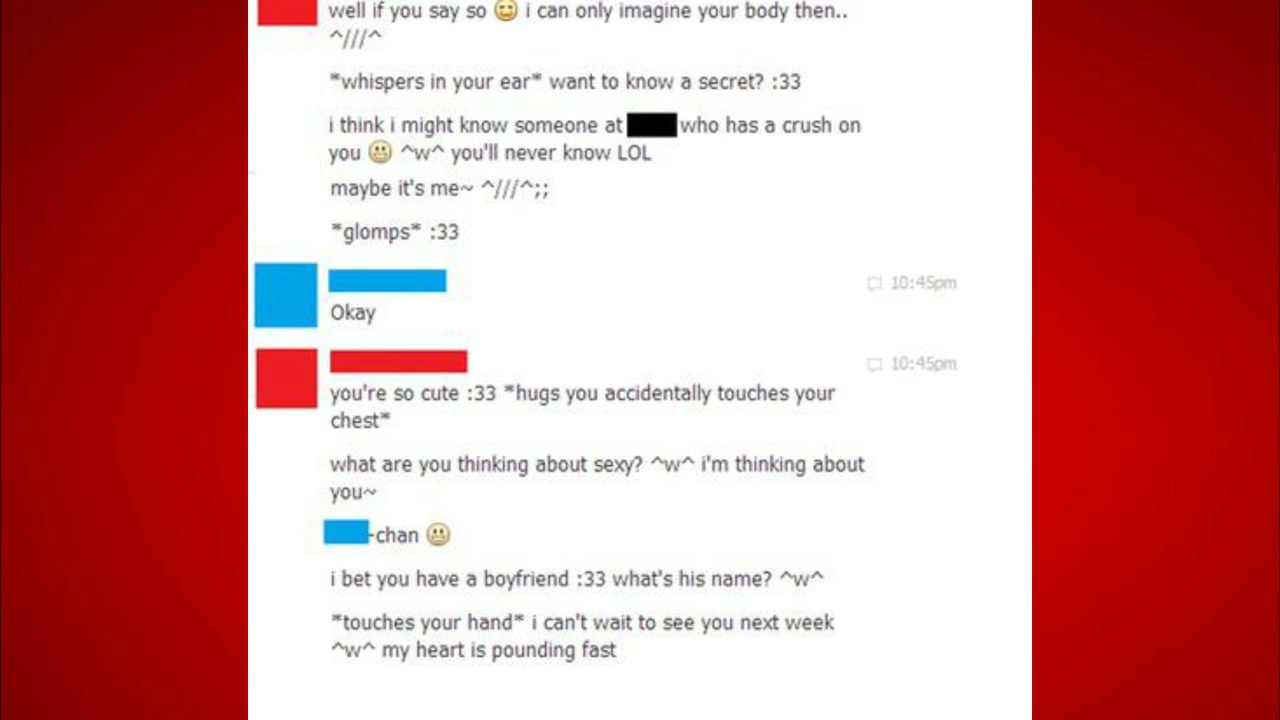 well if you say so 😊 i can only imagine your body then..
^///^
*whispers in your ear* want to know a secret? :33
i think i might know someone at who has a crush on
you 😬 ^w^ you'll never know LOL
maybe it's me~ ^///^;;
*glomps* :33
10:45pm
Okay
10:45pm
you're so cute :33 *hugs you accidentally touches your
chest*
what are you thinking about sexy? ^w^ i'm thinking about
you~
-chan 😬
i bet you have a boyfriend :33 what's his name? ^w^
*touches your hand* i can't wait to see you next week
^w^ my heart is pounding fast